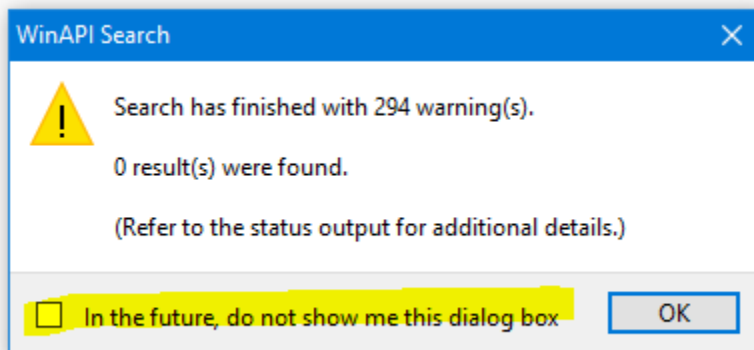 WinAPI Search
Search has finished with 294 warning(s).
0 result(s) were found.
(Refer to the status output for additional details.)
In the future, do not show me this dialog box
OK